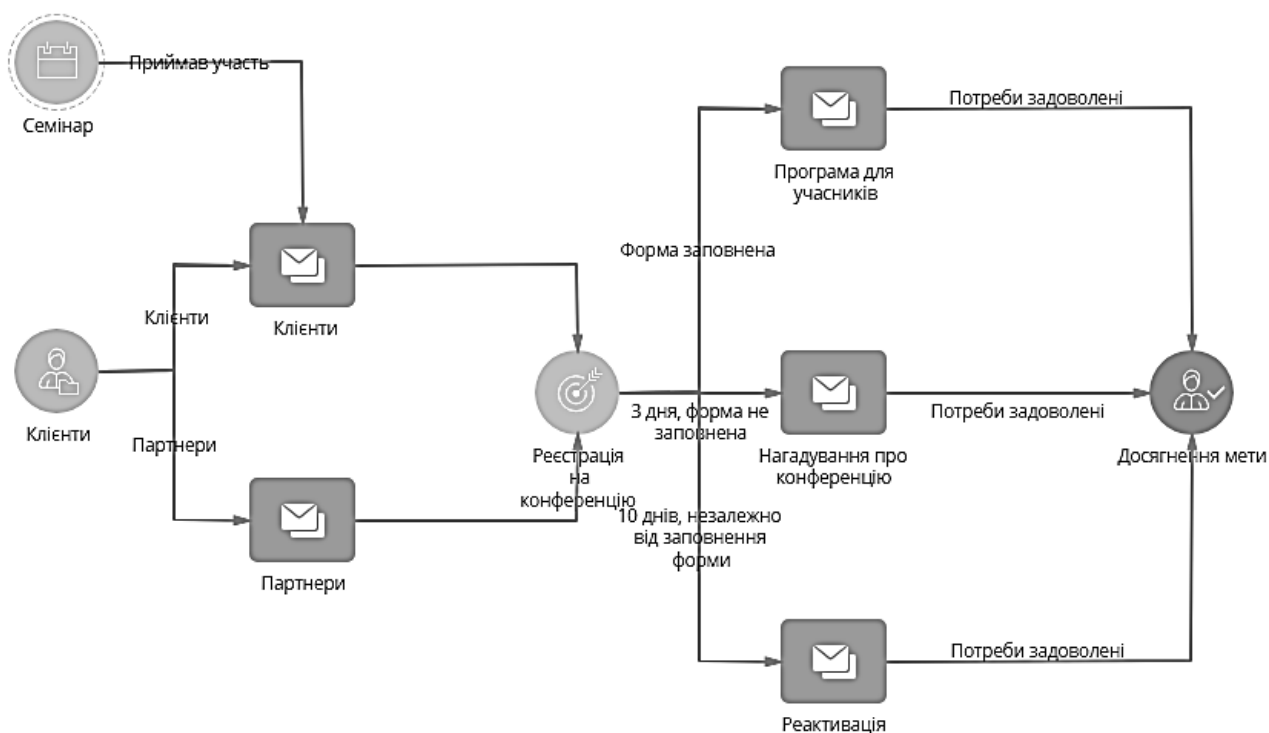 Приймав участь
Семінар
Клієнти
Клієнти
Партнери
Клієнти
Партнери
Реєстрація
на
конференцію
Форма заповнена
3 дня, форма не
заповнена
10 днів, незалежно
від заповнення
форми
Програма для
учасників
Нагадування про
конференцію
Реактивація
Потреби задоволені
Потреби задоволені
Потреби задоволені
Досягнення мети